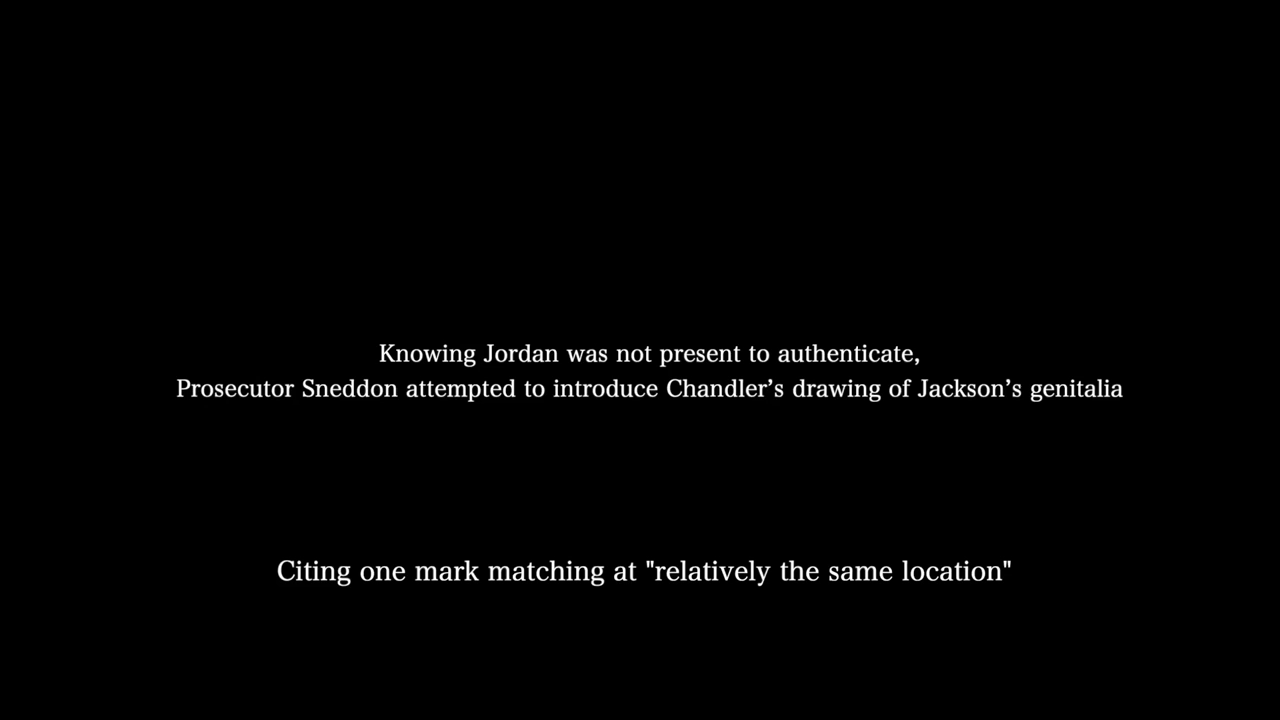 Knowing Jordan was not present to authenticate,
Prosecutor Sneddon attempted to introduce Chandler’s drawing of Jackson’s genitalia
Citing one mark matching at "relatively the same location"